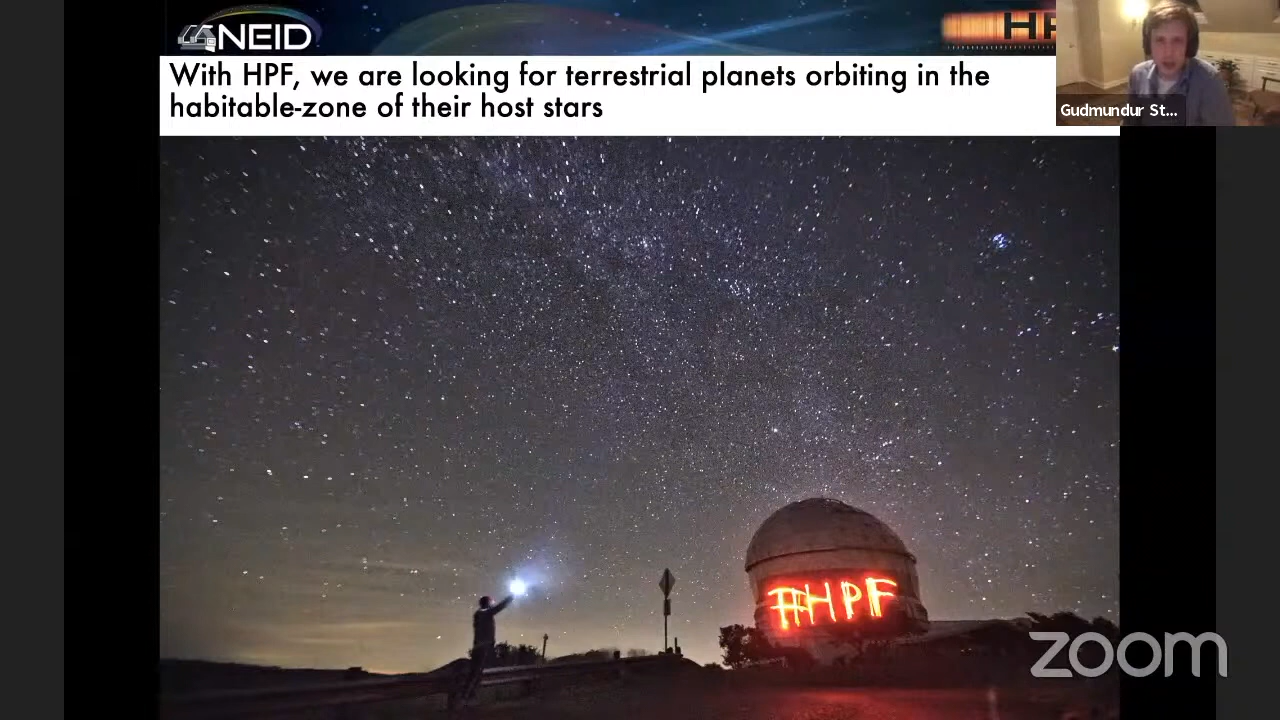 NEID
HP
With HPF, we are looking for terrestrial planets orbiting in the
habitable-zone of their host stars
Gudmundur St...
#HPF
zoom